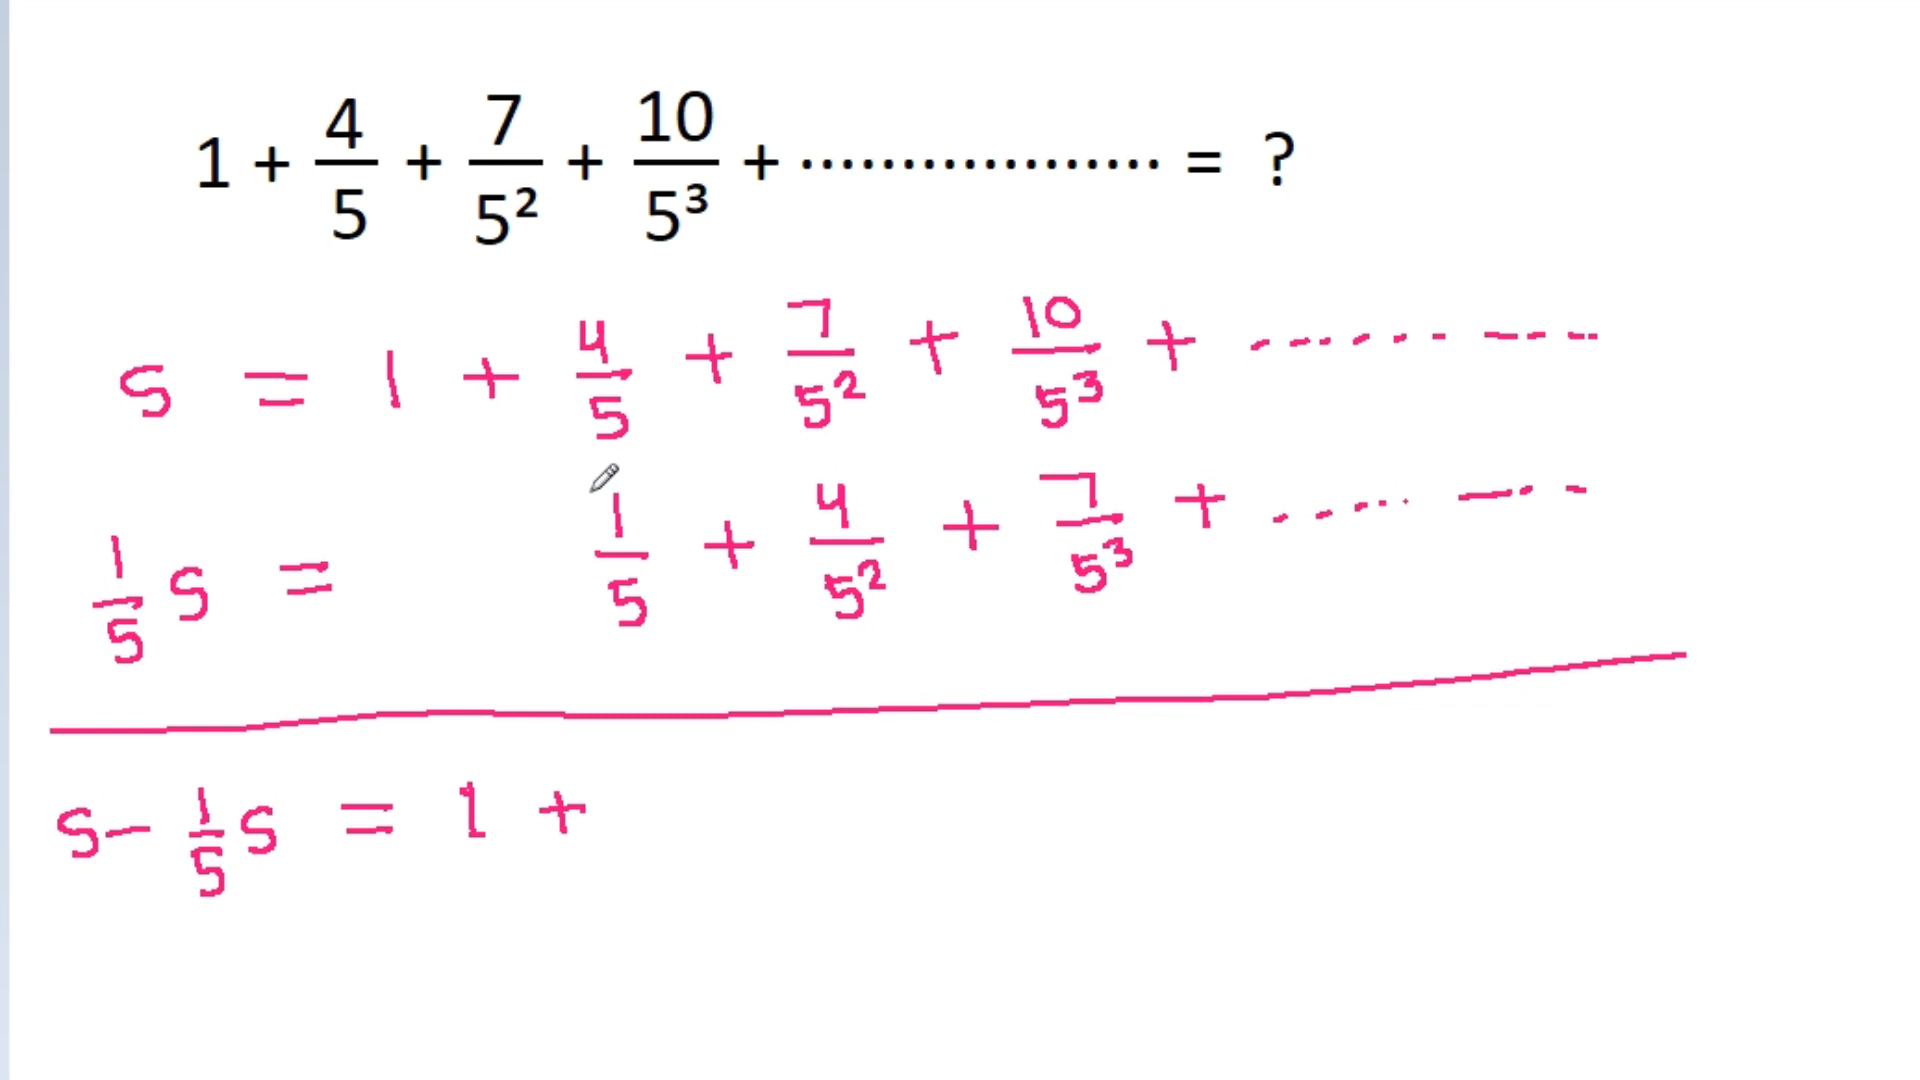 1 + 4/5 + 7/5² + 10/5³ + .................. = ?
S = 1 + 4/5 + 7/5² + 10/5³ + ...........
1/5 S = 1/5 + 4/5² + 7/5³ + ..........
S - 1/5 S = 1 +